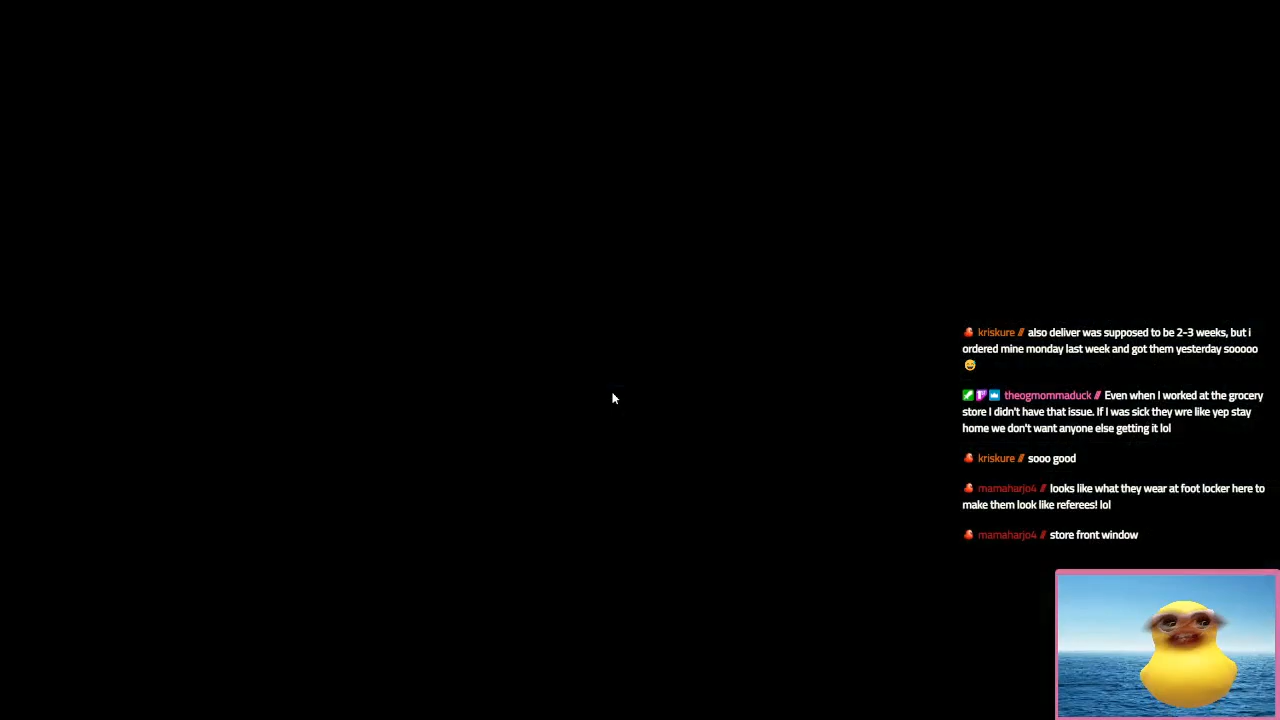 kriskure // also deliver was supposed to be 2-3 weeks, but i
ordered mine monday last week and got them yesterday sooooo
theogmommaduck // Even when I worked at the grocery
store I didn't have that issue. If I was sick they wre like yep stay
home we don't want anyone else getting it lol
kriskure // sooo good
mamaharjo4 // looks like what they wear at foot locker here to
make them look like referees! lol
mamaharjo4 // store front window